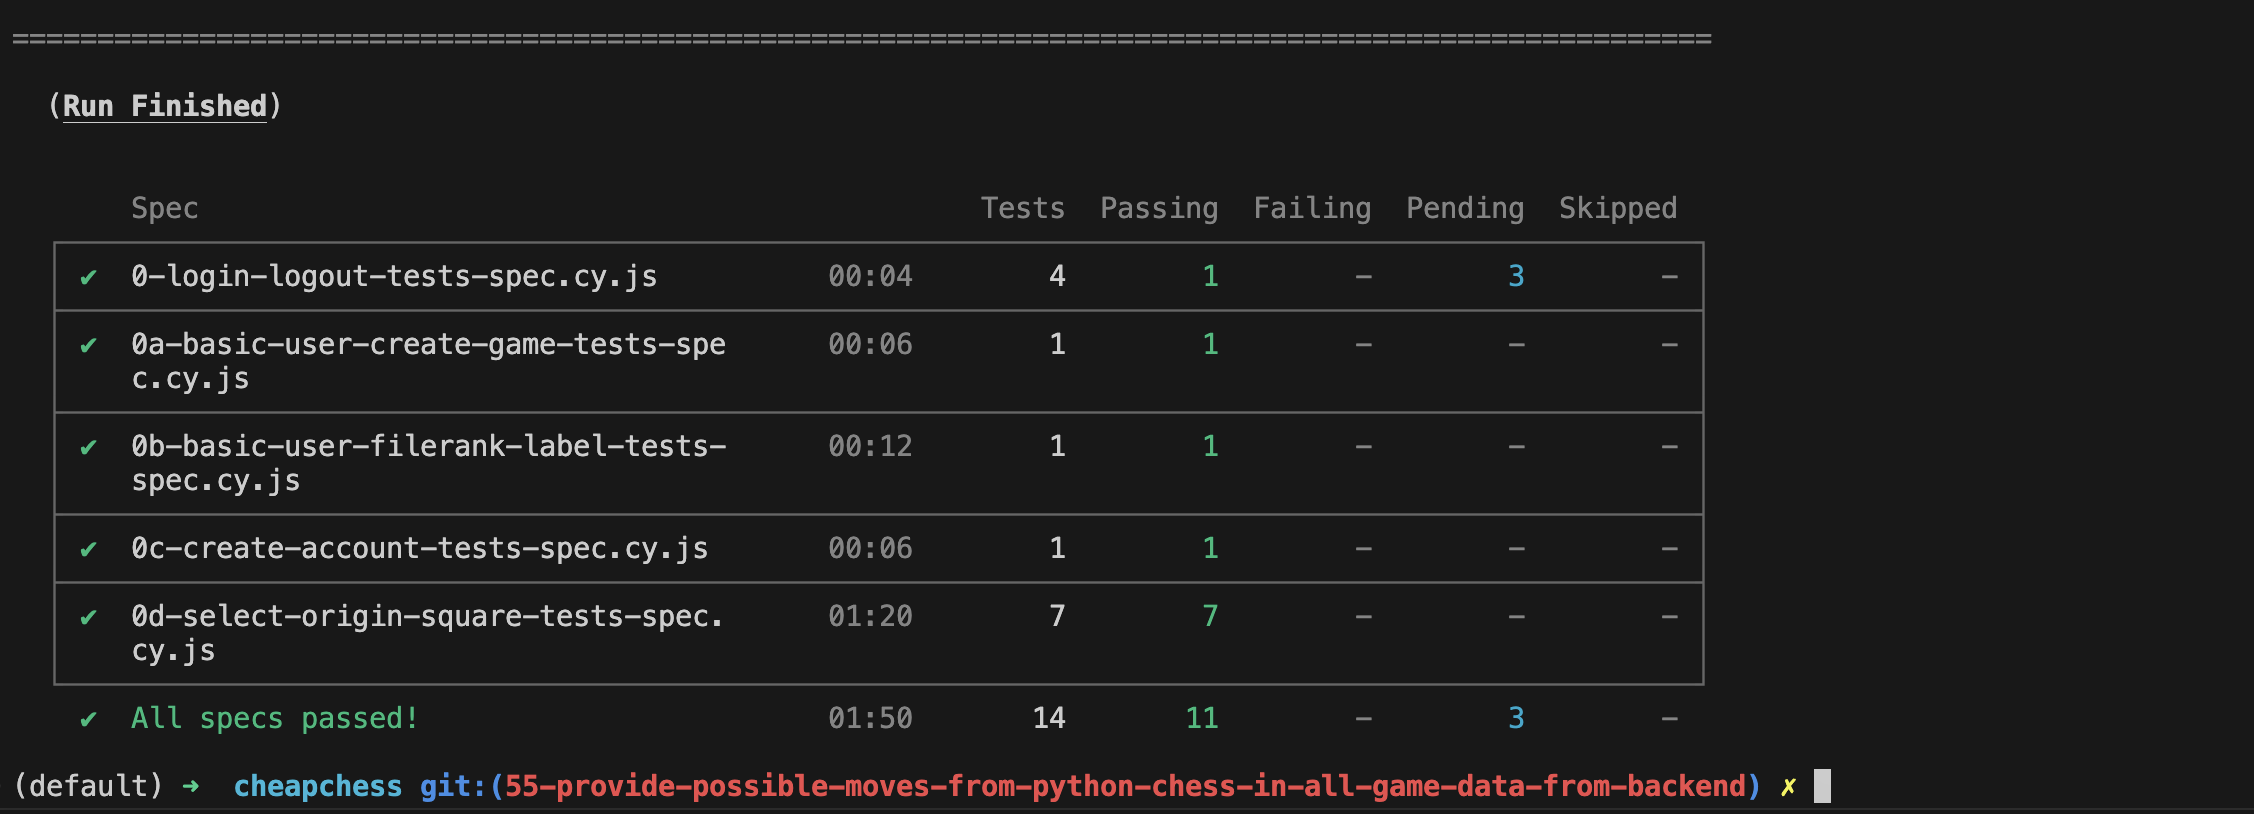 ====================================================================================================
(Run Finished)
Spec Tests Passing Failing Pending Skipped
✔ 0-login-logout-tests-spec.cy.js 00:04 4 1 - 3 -
✔ 0a-basic-user-create-game-tests-spe 00:06 1 1 - - -
c.cy.js
✔ 0b-basic-user-filerank-label-tests- 00:12 1 1 - - -
spec.cy.js
✔ 0c-create-account-tests-spec.cy.js 00:06 1 1 - - -
✔ 0d-select-origin-square-tests-spec. 01:20 7 7 - - -
cy.js
✔ All specs passed! 01:50 14 11 - 3 -
(default) ➜ cheapchess git:(55-provide-possible-moves-from-python-chess-in-all-game-data-from-backend) ✗